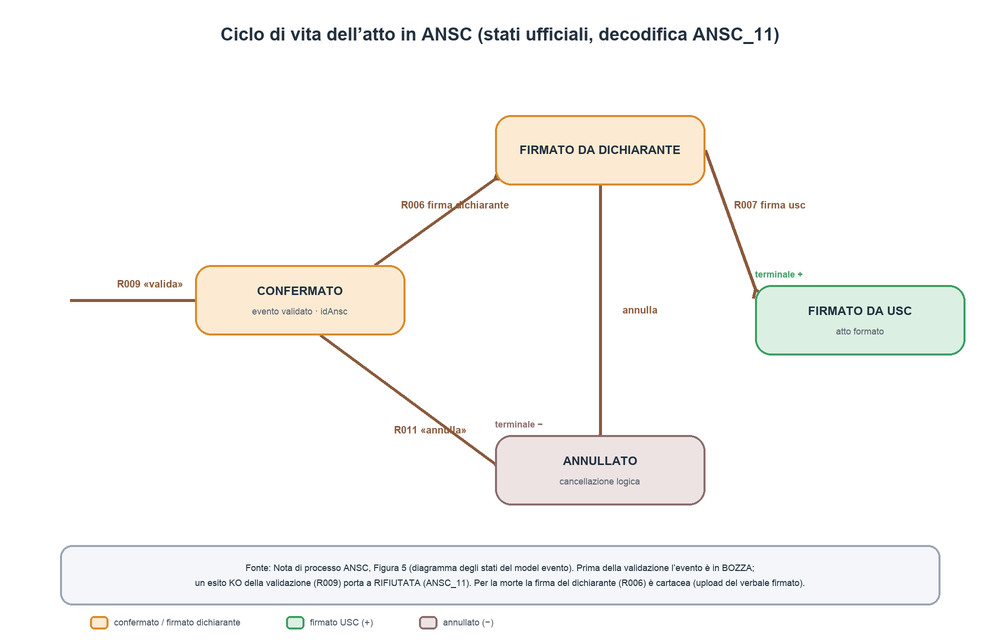 Ciclo di vita dell’atto in ANSC (stati ufficiali, decodifica ANSC_11)
FIRMATO DA DICHIARANTE
R006 firma dichiarante
R007 firma usc
terminale +
R009 «valida»
CONFERMATO
evento validato · idAnsc
annulla
FIRMATO DA USC
atto formato
R011 «annulla»
terminale −
ANNULLATO
cancellazione logica
Fonte: Nota di processo ANSC, Figura 5 (diagramma degli stati del model evento). Prima della validazione l’evento è in BOZZA;
un esito KO della validazione (R009) porta a RIFIUTATA (ANSC_11). Per la morte la firma del dichiarante (R006) è cartacea (upload del verbale firmato).
confermato / firmato dichiarante
firmato USC (+)
annullato (−)